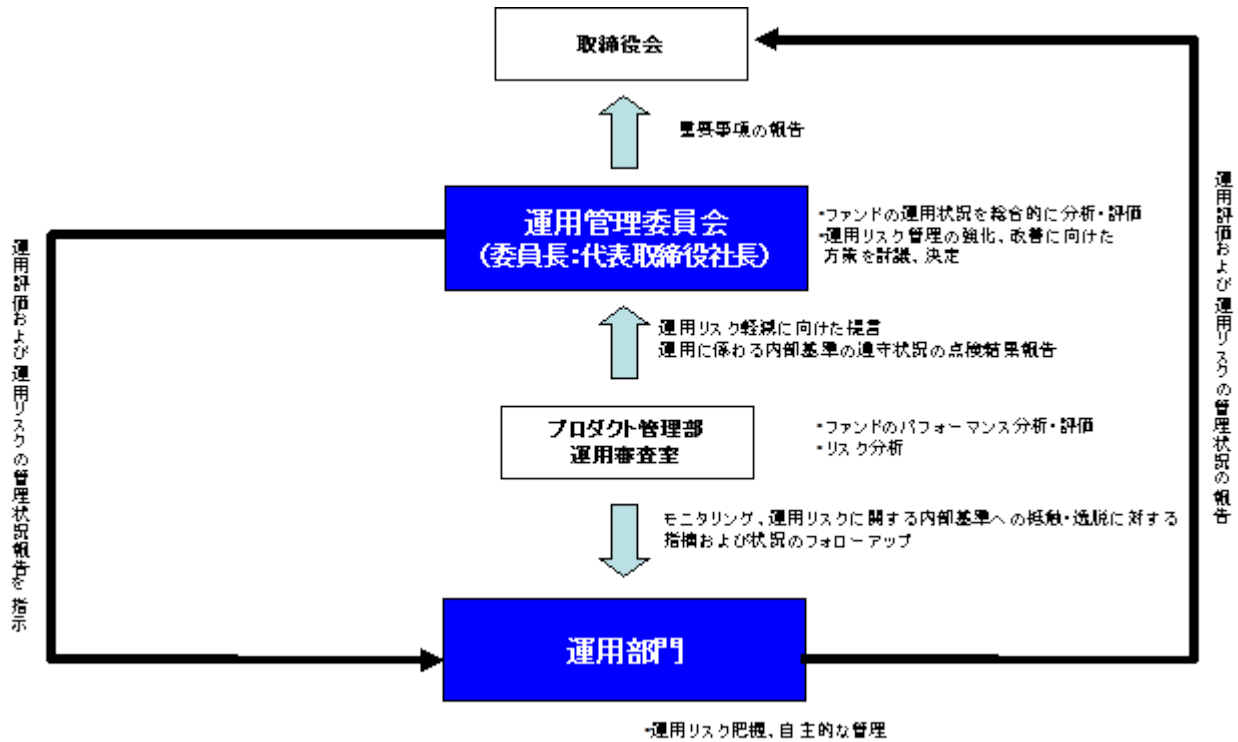 取締役会
重要事項の報告
運用管理委員会
(委員長:代表取締役社長)
・ファンドの運用状況を総合的に分析・評価
・運用リスク管理の強化、改善に向けた
方策を討議、決定
運用リスク軽減に向けた提言
運用に係わる内部基準の遵守状況の点検結果報告
プロダクト管理部
運用審査室
・ファンドのパフォーマンス分析・評価
・リスク分析
モニタリング、運用リスクに関する内部基準への抵触・逸脱に対する
指摘および状況のフォローアップ
運用部門
・運用リスク把握、自主的な管理
運用評価および運用リスクの管理状況報告を指示
運用評価および運用リスクの管理状況の報告